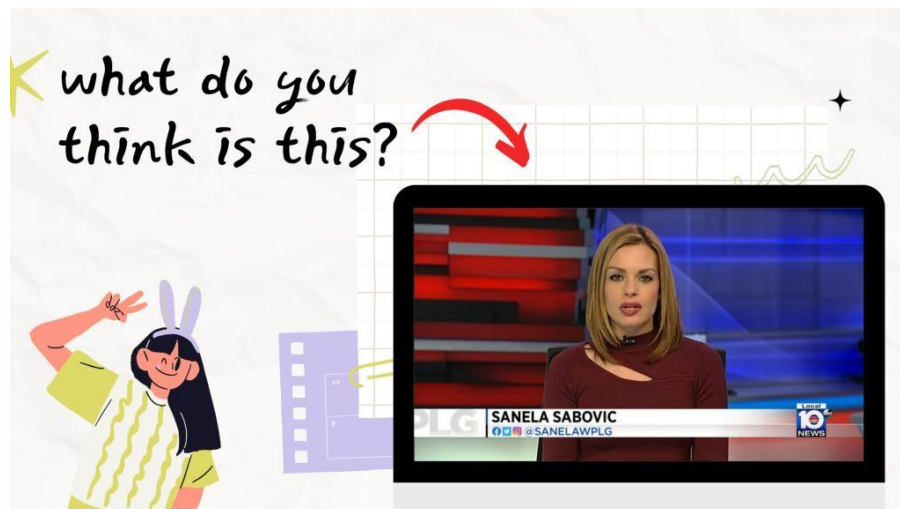 what do you
think is this?
M
F
PLG
SANELA SABOVIC
@SANELAWPLG
Local
10
NEWS